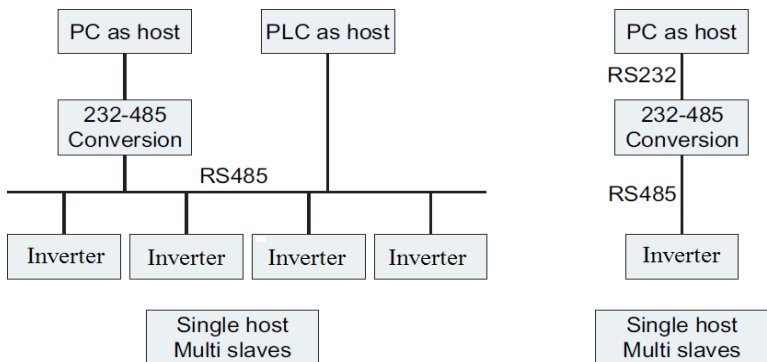 PC as host
PLC as host
232-485
Conversion
RS485
Inverter
Inverter
Inverter
Inverter
Single host
Multi slaves
PC as host
RS232
232-485
Conversion
RS485
Inverter
Single host
Multi slaves